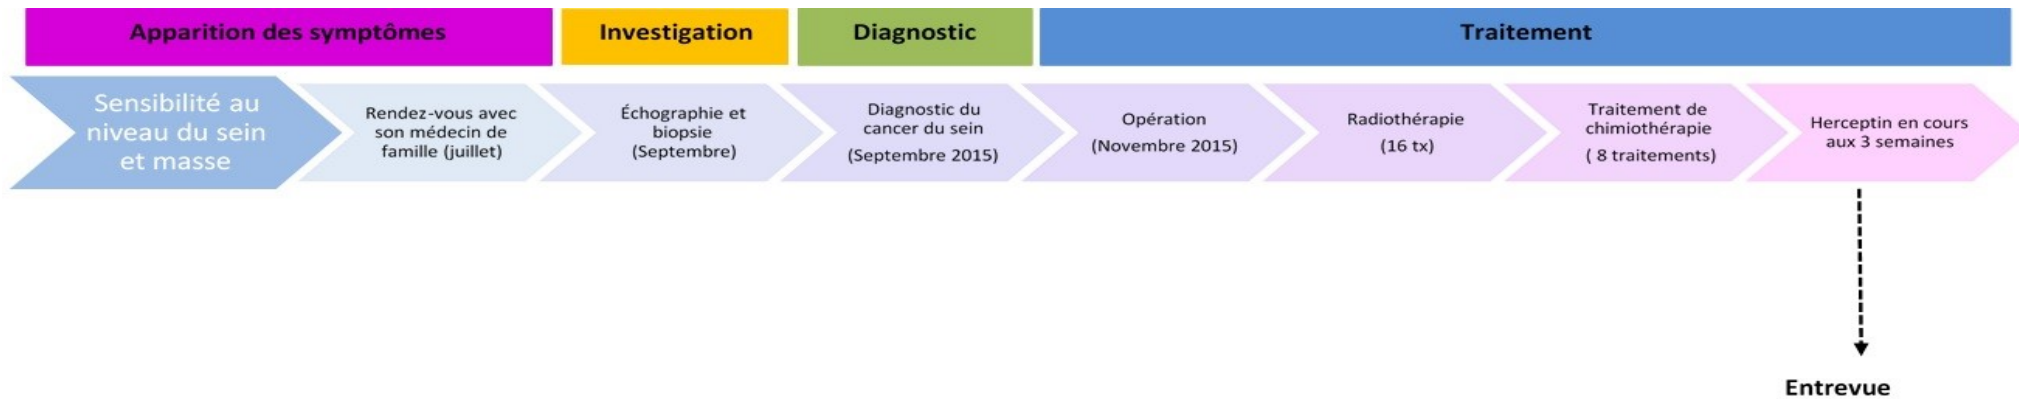 Apparition des symptômes
Investigation
Diagnostic
Traitement
Sensibilité au
niveau du sein
et masse
Rendez-vous avec
son médecin de
famille (juillet)
Échographie et
biopsie
(Septembre)
Diagnostic du
cancer du sein
(Septembre 2015)
Opération
(Novembre 2015)
Radiothérapie
(16 tx)
Traitement de
chimiothérapie
( 8 traitements)
Herceptin en cours
aux 3 semaines
Entrevue